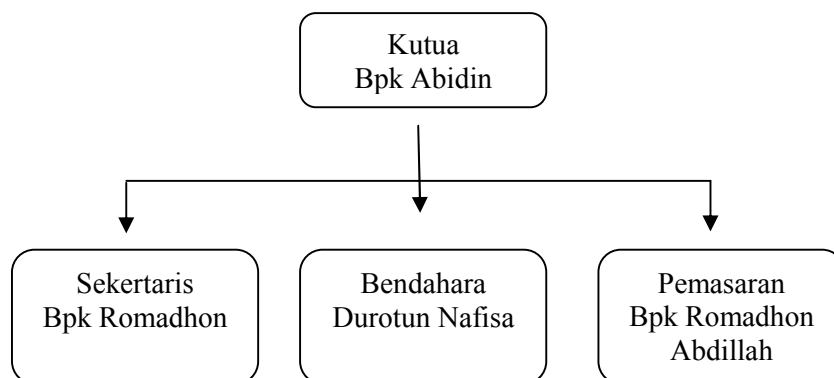 Kutua
Bpk Abidin
Sekertaris
Bpk Romadhon
Bendahara
Durotun Nafisa
Pemasaran
Bpk Romadhon
Abdillah